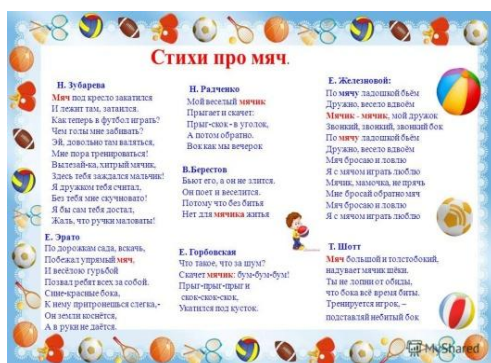 Стихи про мяч.
Н. Зубарева
Мяч под кресло закатился
И лежит там, затаился.
Как теперь в футбол играть?
Чем голы мне забивать?
Эй, довольно там валяться,
Мне пора тренироваться!
Вылезай-ка, хитрый мячик,
Здесь тебя заждался мальчик!
Я дружком тебя считал,
Без тебя мне скучновато!
Я бы сам тебя достал,
Жаль, что ручки маловаты!
Е. Эрато
По дорожкам сада, вскачь,
Побежал упрямый мяч,
И весёлою гурьбой
Позвал ребят всех за собой.
Сине-красные бока,
К нему притронешься слегка,-
Он земли коснётся,
А в руки не даётся.
Н. Радченко
Мой веселый мячик
Прыгает и скачет:
Прыг-скок - в уголок,
А потом обратно.
Вок как мы вечерок
В.Берестов
Бьют его, а он не злится.
Он поет и веселится.
Потому что без битья
Нет для мячика житья
Е. Горбовская
Что такое, что за шум?
Скачет мячик: бум-бум-бум!
Прыг-прыг-прыг и
скок-скок-скок,
Укатился под кусток.
Е. Железновой:
По мячу ладошкой бьём
Дружно, весело вдвоём
Мячик - мячик, мой дружок
Звонкий, звонкий, звонкий бок
По мячу ладошкой бьём
Дружно, весело вдвоём
Мяч бросаю и ловлю
Я с мячом играть люблю
Мячик, мамочка, не прячь
Мне бросай обратно мяч
Мяч бросаю и ловлю
Я с мячом играть люблю
Т. Шотт
Мяч большой и толстобокий,
надувает мячик щёки.
Ты не лопни от обиды,
что бока всё время биты.
Тренируется игрок, –
подставляй небитый бок
MyShared